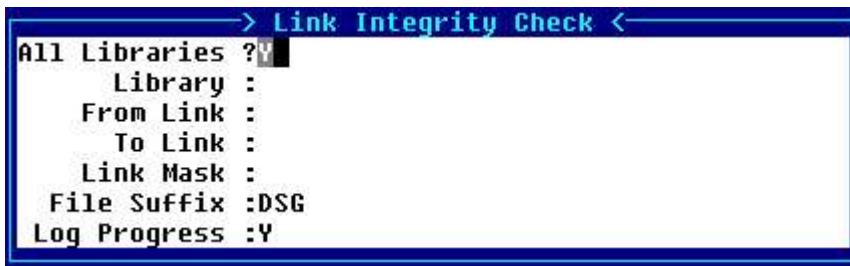 > Link Integrity Check <
All Libraries ?Y
Library :
From Link :
To Link :
Link Mask :
File Suffix :DSG
Log Progress :Y